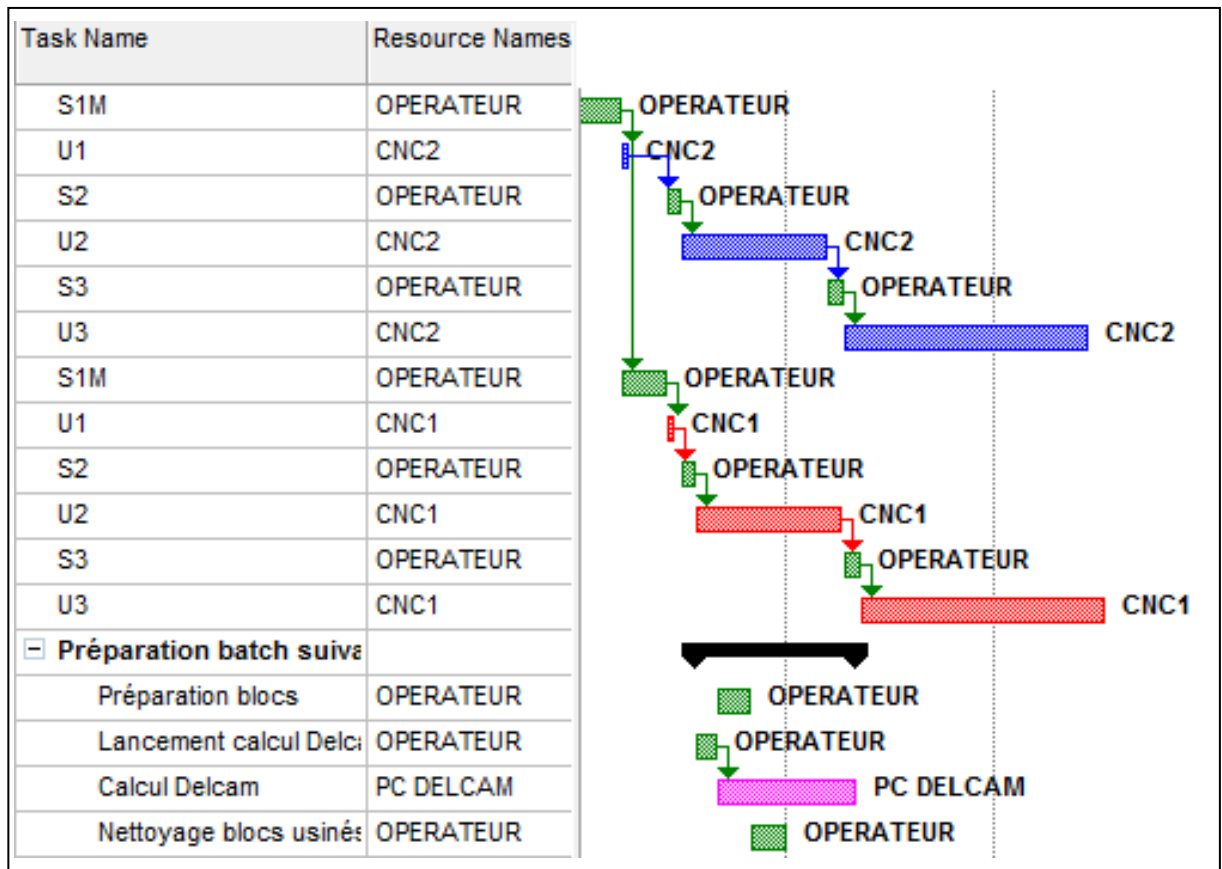 Task Name Resource Names
S1M OPERATEUR OPERATEUR
U1 CNC2 CNC2
S2 OPERATEUR OPERATEUR
U2 CNC2 CNC2
S3 OPERATEUR OPERATEUR
U3 CNC2 CNC2
S1M OPERATEUR OPERATEUR
U1 CNC1 CNC1
S2 OPERATEUR OPERATEUR
U2 CNC1 CNC1
S3 OPERATEUR OPERATEUR
U3 CNC1 CNC1
Préparation batch suiva
Préparation blocs OPERATEUR OPERATEUR
Lancement calcul Delca OPERATEUR OPERATEUR
Calcul Delcam PC DELCAM PC DELCAM
Nettoyage blocs usinés OPERATEUR OPERATEUR